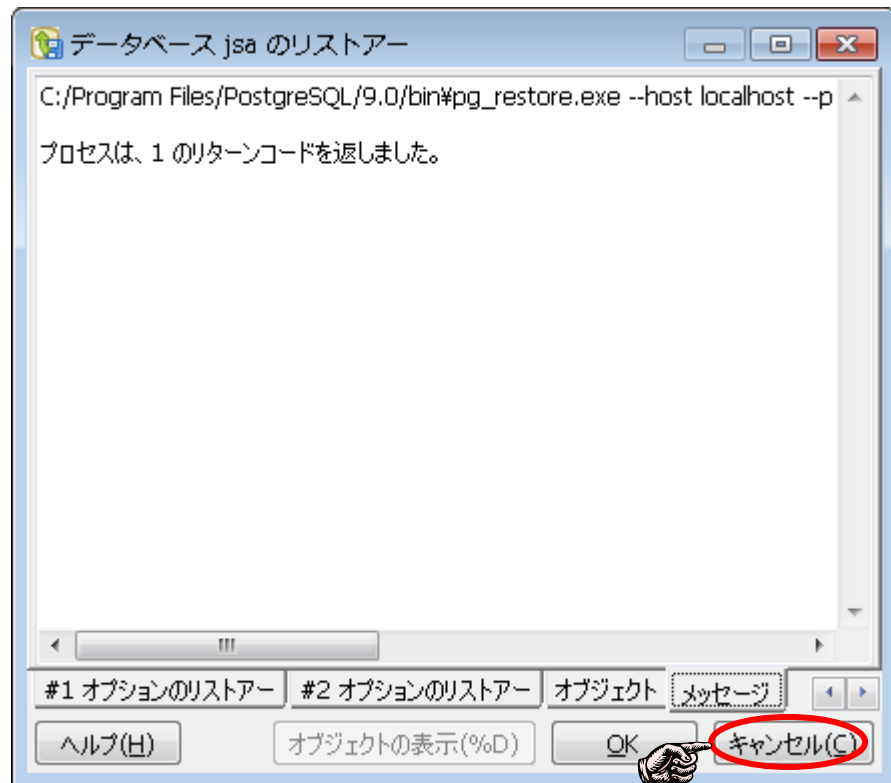 データベース jsa のリストアー
C:/Program Files/PostgreSQL/9.0/bin¥pg_restore.exe --host localhost --p
プロセスは、1 のリターンコードを返しました。
#1 オプションのリストアー #2 オプションのリストアー オブジェクト メッセージ
ヘルプ(H) オブジェクトの表示(%D) OK キャンセル(C)